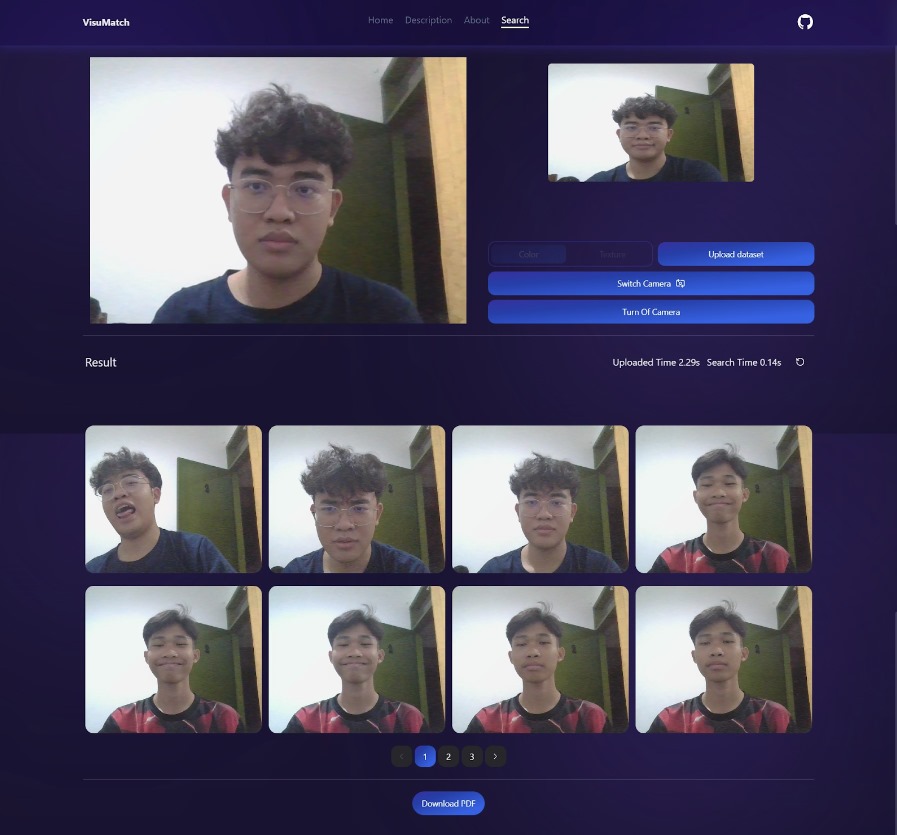 VisuMatch Home Description About Search
Color Texture Upload dataset
Switch Camera
Turn Of Camera
Result Uploaded Time 2.29s Search Time 0.14s
1 2 3
Download PDF